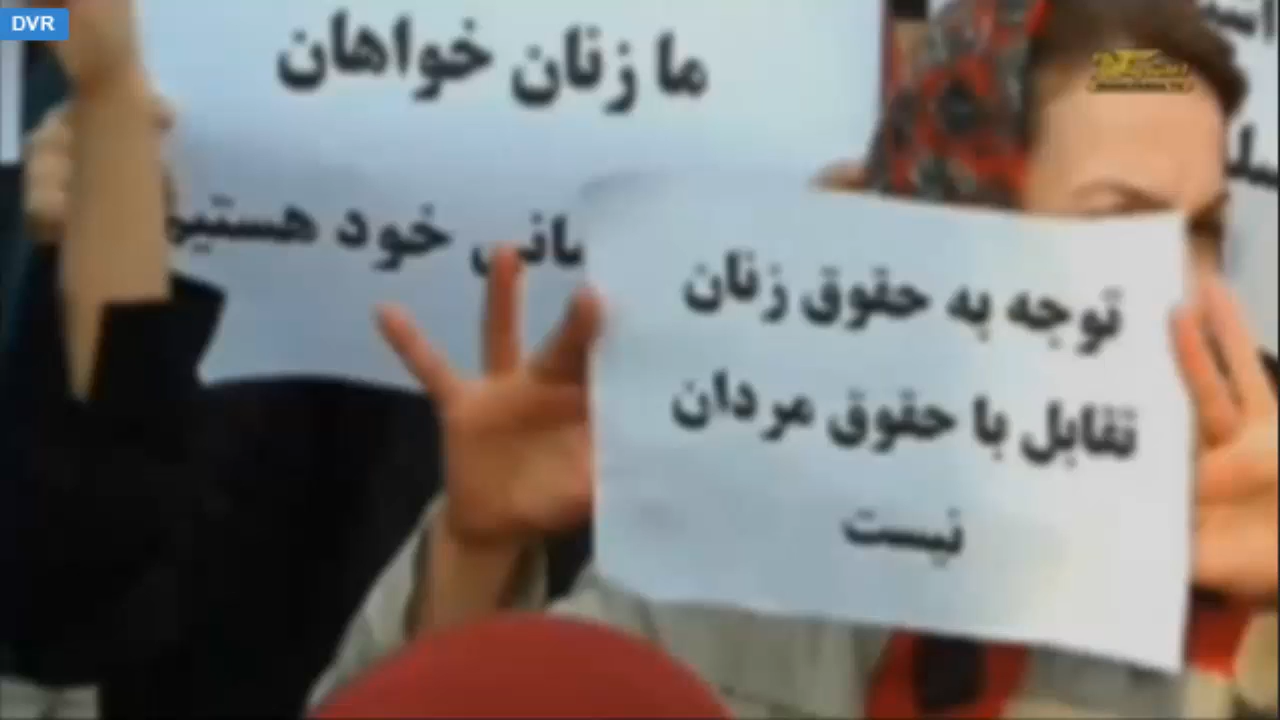 DVR
ما زنان خواهان
خود هستیم
توجه به حقوق زنان
تقابل با حقوق مردان
نیست